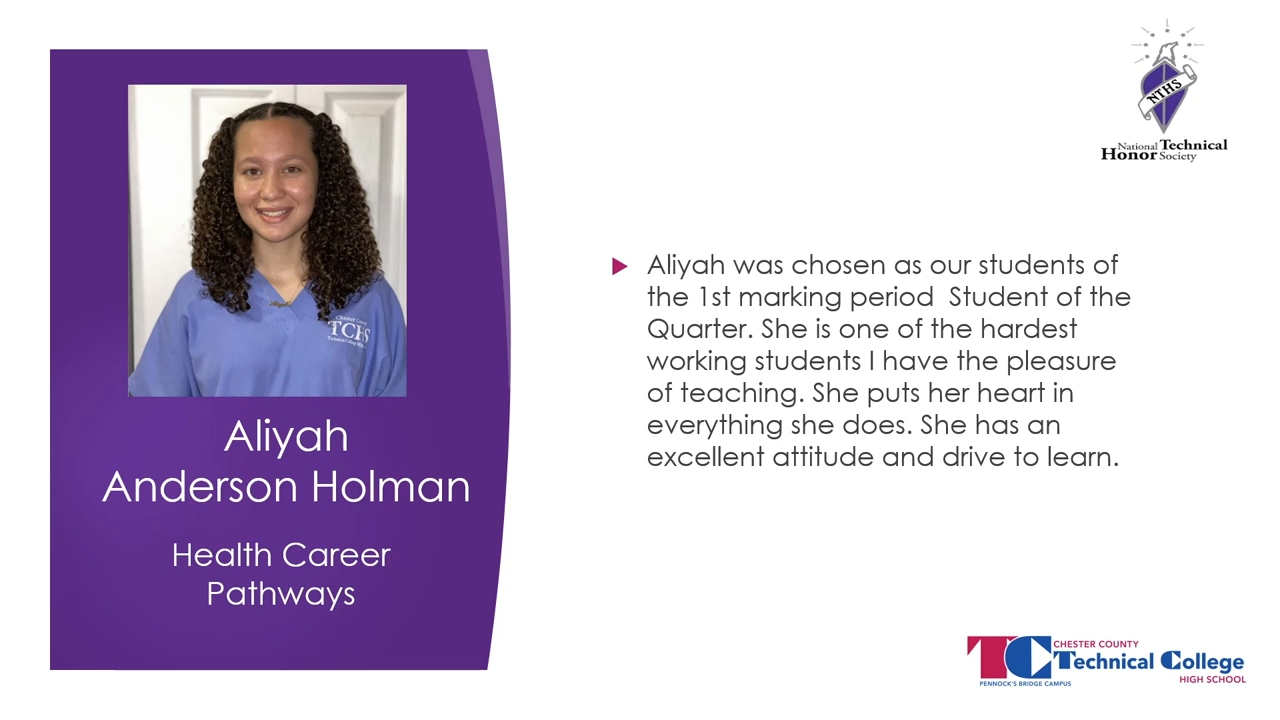 NTHS
National Technical
Honor Society
Chester County
TCHS
Aliyah
Anderson Holman
Health Career
Pathways
Aliyah was chosen as our students of
the 1st marking period  Student of the
Quarter. She is one of the hardest
working students I have the pleasure
of teaching. She puts her heart in
everything she does. She has an
excellent attitude and drive to learn.
TC
CHESTER COUNTY
Technical College
HIGH SCHOOL
PENNOCK'S BRIDGE CAMPUS